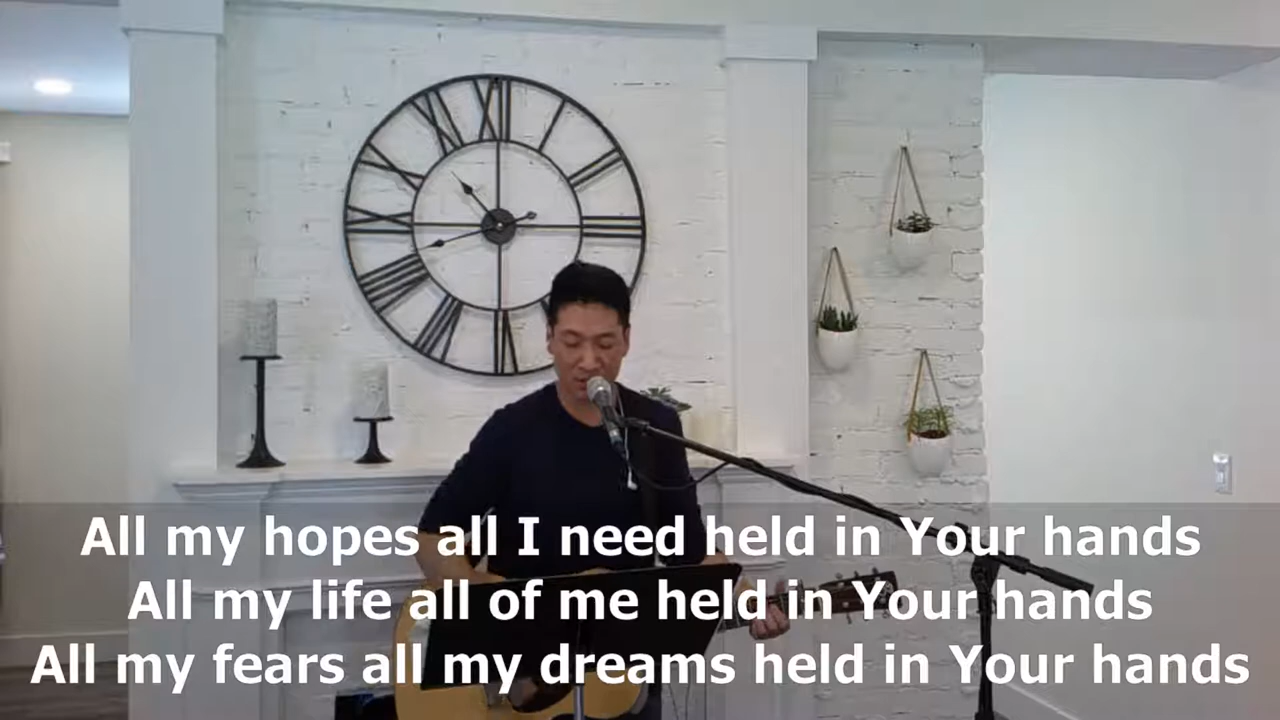 All my hopes all I need held in Your hands
All my life all of me held in Your hands
All my fears all my dreams held in Your hands